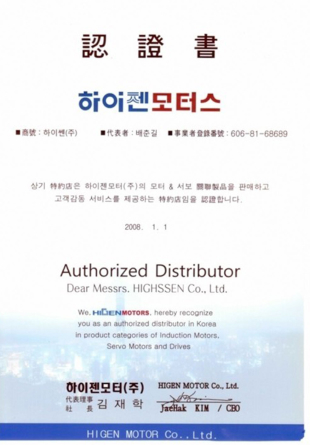 認 證 書
하이젠모터스
■商號 : 하이쎈(주) ■代表者 : 배춘길 ■事業者登錄番號 : 606-81-68689
상기 特約店은 하이젠모터(주)의 모터 & 서보 關聯製品을 판매하고
고객감동 서비스를 제공하는 特約店임을 認證합니다.
2008. 1. 1
Authorized Distributor
Dear Messrs. HIGHSSEN Co., Ltd.
We, HIGEN MOTORS, hereby recognize
you as an authorized distributor in Korea
in product categories of Induction Motors,
Servo Motors and Drives
하이젠모터(주) HIGEN MOTOR Co., Ltd.
代表理事
社 長 김 재 학 JaeHak KIM / CEO
HIGEN MOTOR Co., Ltd.